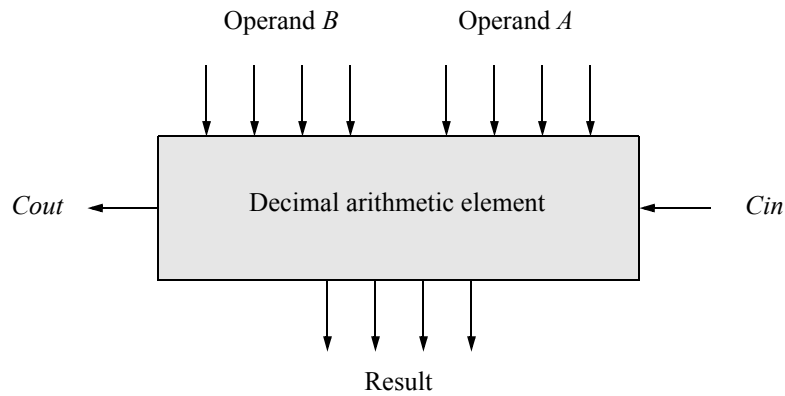 Operand B
Operand A
Cout
Decimal arithmetic element
Cin
Result